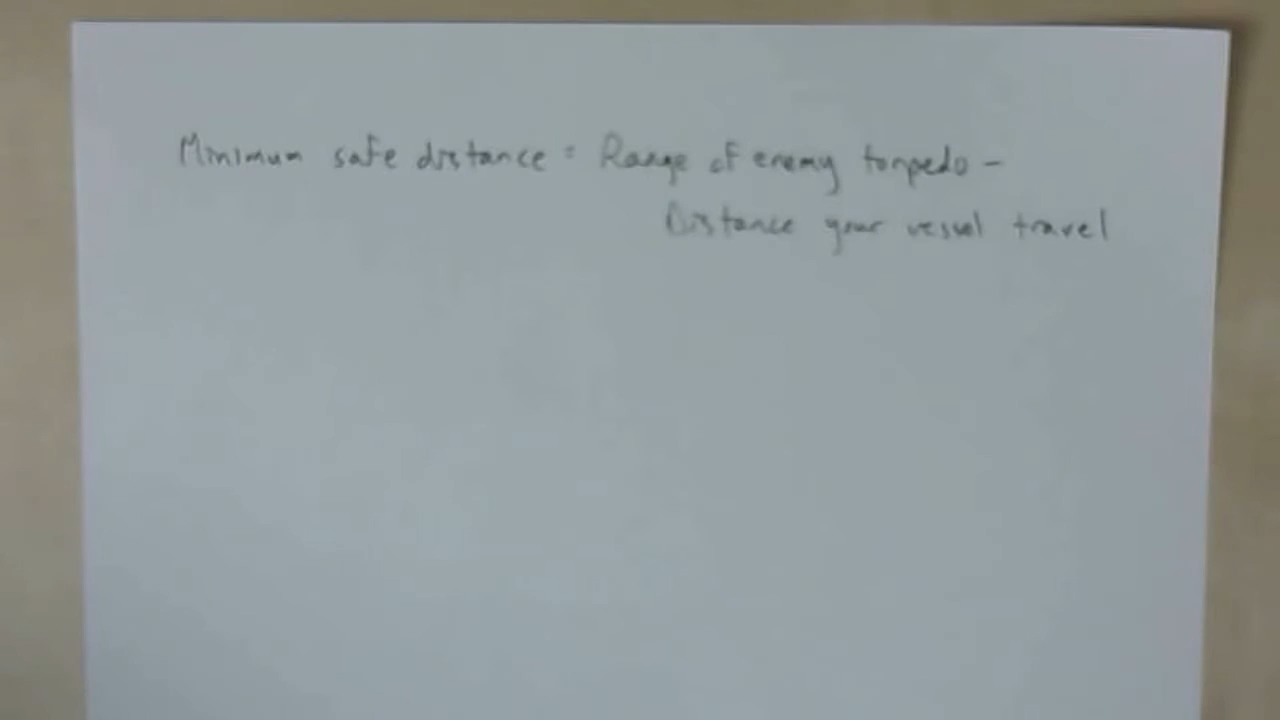 Minimum safe distance = Range of enemy torpedo -
Distance your vessel travel